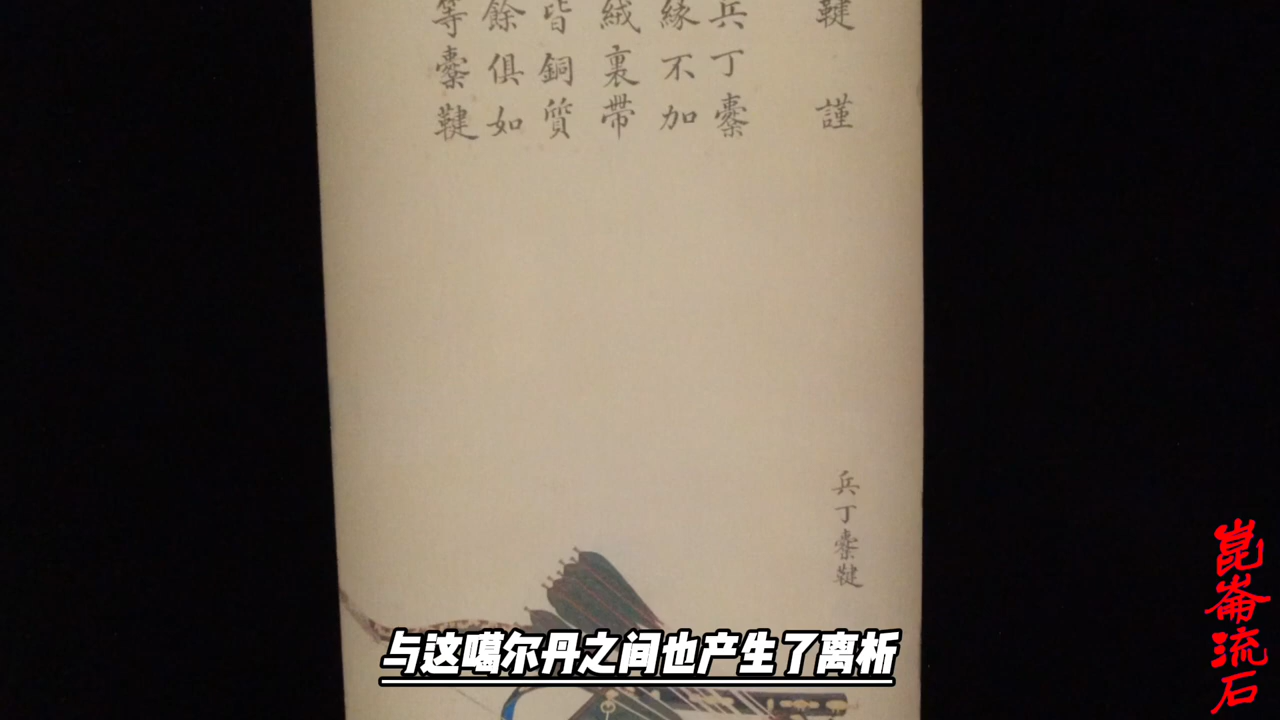 鞬 謹
兵丁櫜
緣不加
絨裏帶
皆銅質
餘俱如
等櫜鞬
兵丁櫜鞬
与这噶尔丹之间也产生了离析
崑崙流石